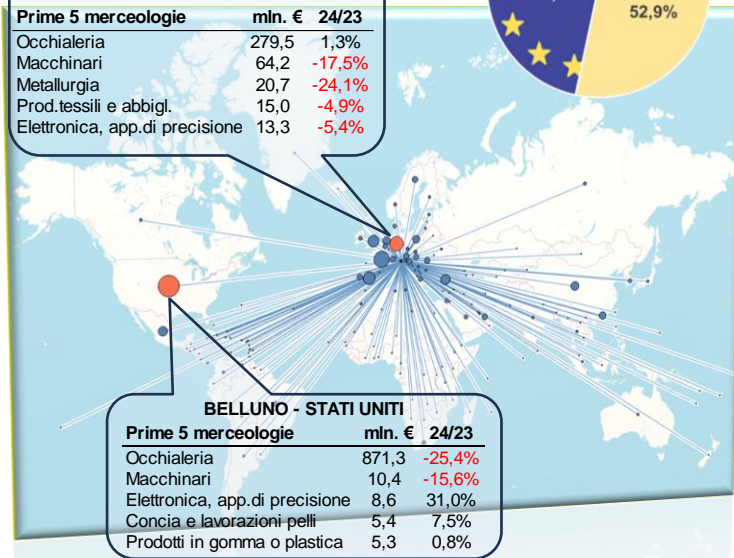 Prime 5 merceologie mln. € 24/23
Occhialeria 279,5 1,3%
Macchinari 64,2 -17,5%
Metallurgia 20,7 -24,1%
Prod.tessili e abbigl. 15,0 -4,9%
Elettronica, app.di precisione 13,3 -5,4%
52,9%
BELLUNO - STATI UNITI
Prime 5 merceologie mln. € 24/23
Occhialeria 871,3 -25,4%
Macchinari 10,4 -15,6%
Elettronica, app.di precisione 8,6 31,0%
Concia e lavorazioni pelli 5,4 7,5%
Prodotti in gomma o plastica 5,3 0,8%